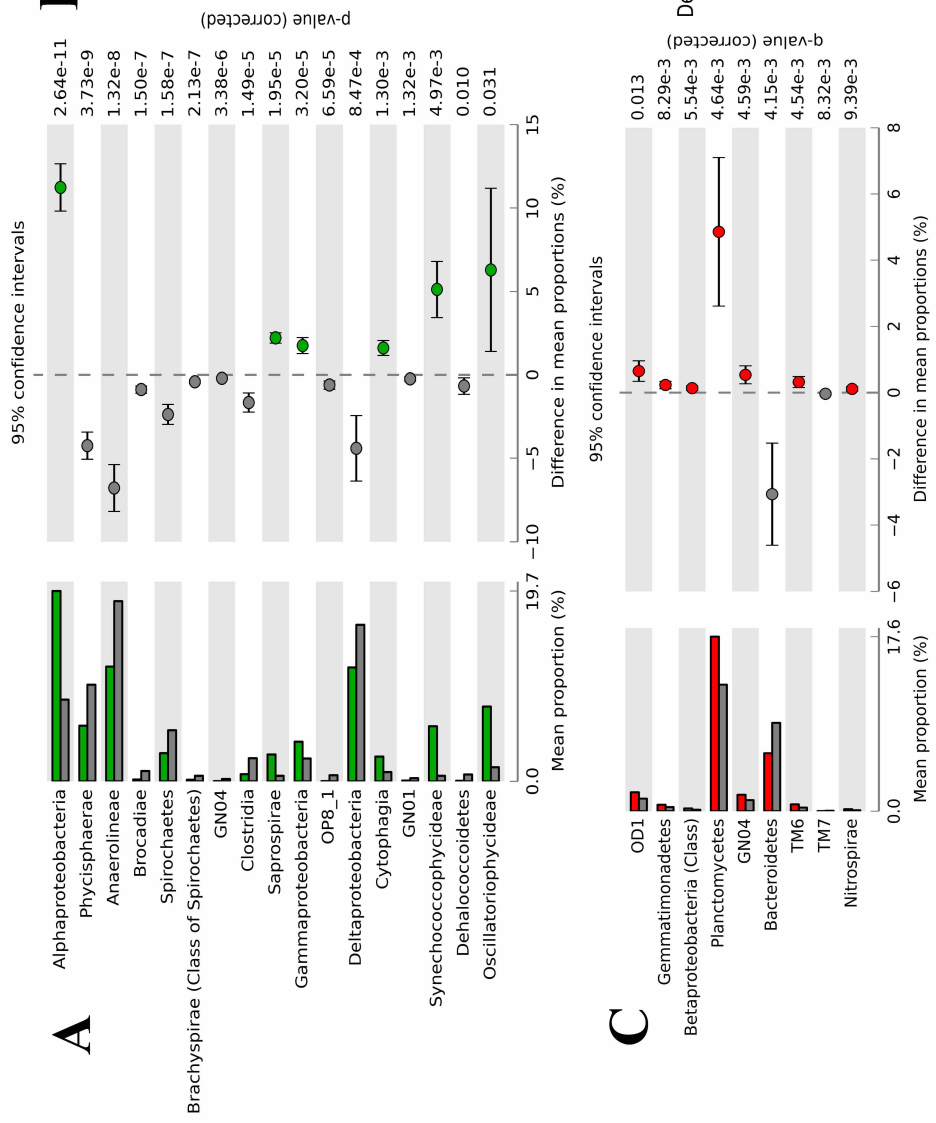 A
95% confidence intervals
Alphaproteobacteria 2.64e-11
Phycisphaerae 3.73e-9
Anaerolineae 1.32e-8
Brocadiae 1.50e-7
Spirochaetes 1.58e-7
Brachyspirae (Class of Spirochaetes) 2.13e-7
GN04 3.38e-6
Clostridia 1.49e-5
Saprospirae 1.95e-5
Gammaproteobacteria 3.20e-5
OP8_1 6.59e-5
Deltaproteobacteria 8.47e-4
Cytophagia 1.30e-3
GN01 1.32e-3
Synechococcophycideae 4.97e-3
Dehalococcoidetes 0.010
Oscillatoriophycideae 0.031
p-value (corrected)
0.0 19.7 −10 −5 0 5 10 15
Mean proportion (%) Difference in mean proportions (%)
C
95% confidence intervals
OD1 0.013
Gemmatimonadetes 8.29e-3
Betaproteobacteria (Class) 5.54e-3
Planctomycetes 4.64e-3
GN04 4.59e-3
Bacteroidetes 4.15e-3
TM6 4.54e-3
TM7 8.32e-3
Nitrospirae 9.39e-3
q-value (corrected)
0.0 17.6 −6 −4 −2 0 2 4 6 8
Mean proportion (%) Difference in mean proportions (%)